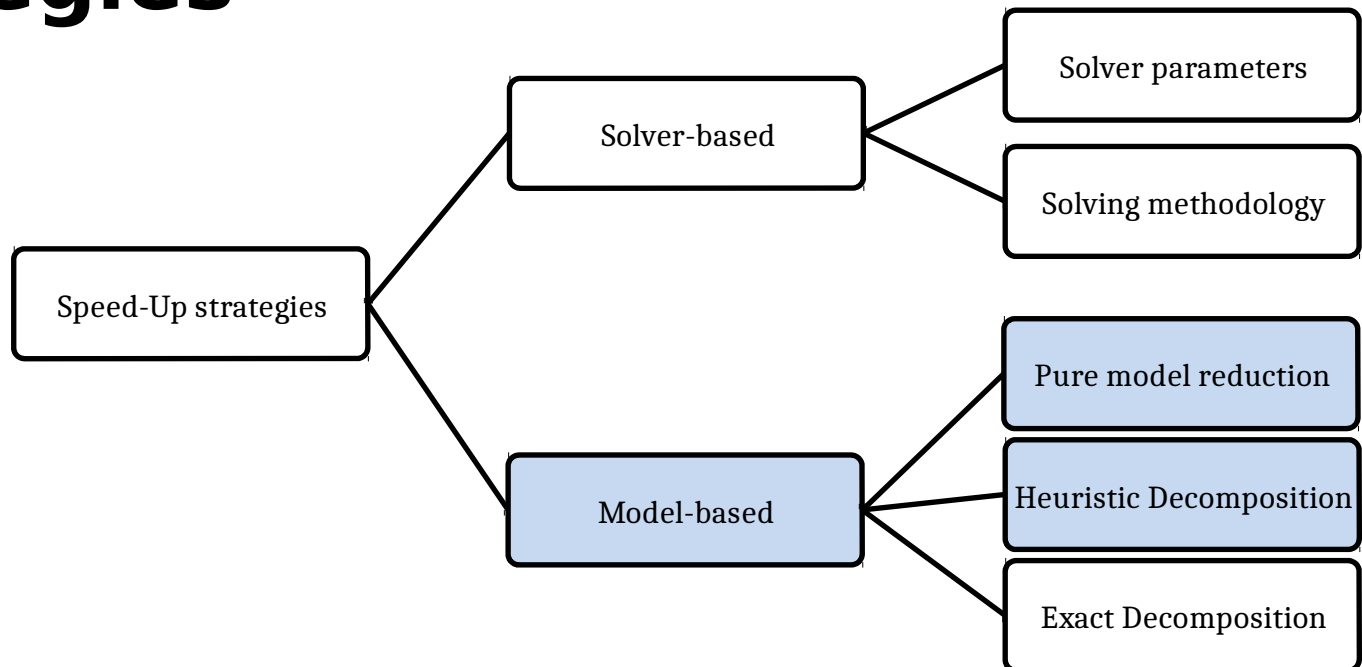 Solver parameters
Solver-based
Solving methodology
Speed-Up strategies
Pure model reduction
Heuristic Decomposition
Model-based
Exact Decomposition